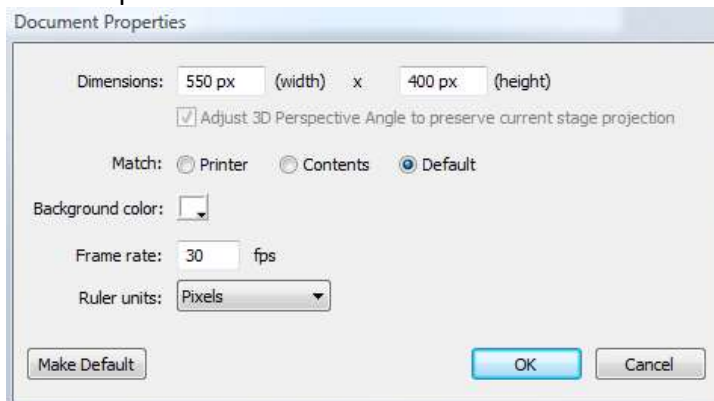 Document Properties
Dimensions: 550 px (width) x 400 px (height)
Adjust 3D Perspective Angle to preserve current stage projection
Match: Printer Contents Default
Background color:
Frame rate: 30 fps
Ruler units: Pixels
Make Default OK Cancel